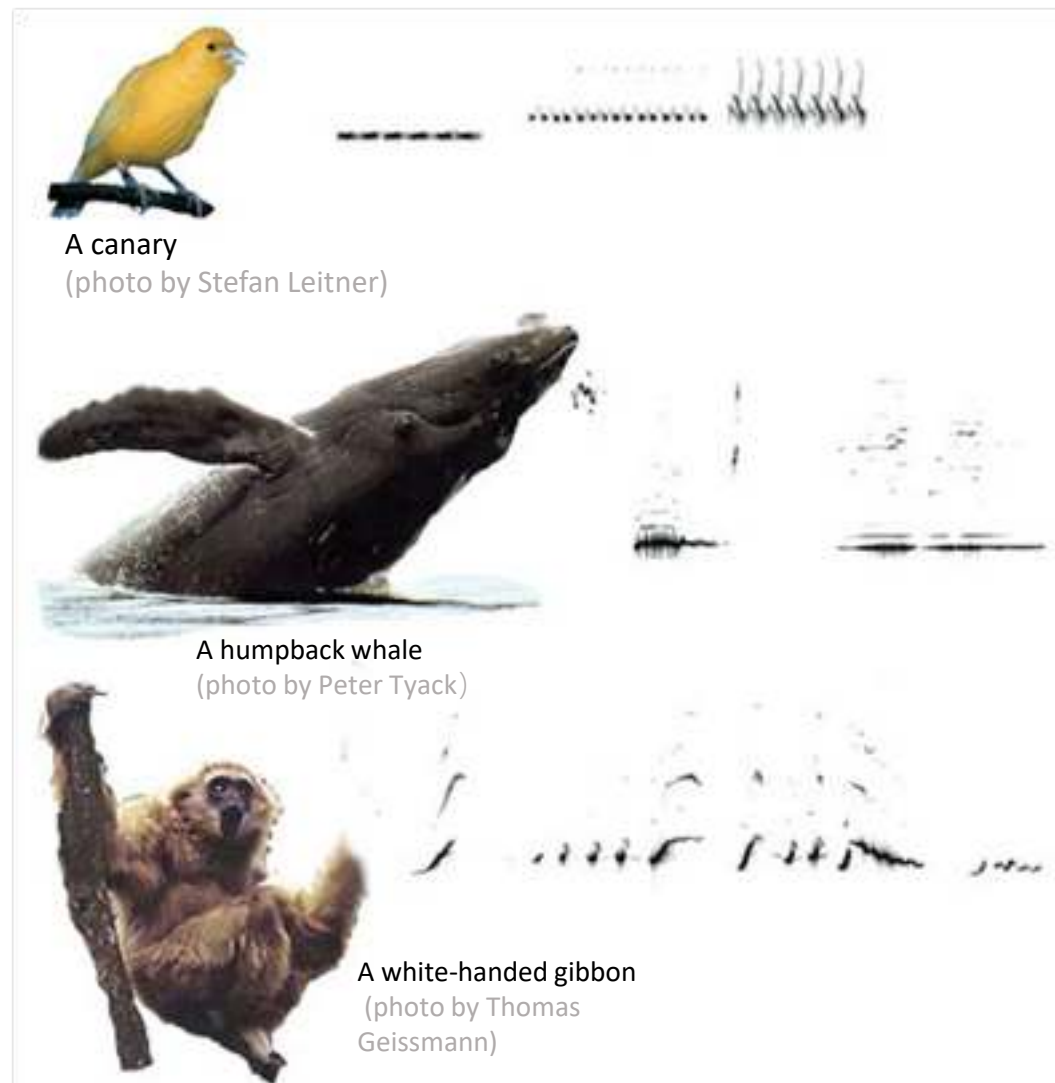 A canary
(photo by Stefan Leitner)
A humpback whale
(photo by Peter Tyack)
A white-handed gibbon
(photo by Thomas
Geissmann)